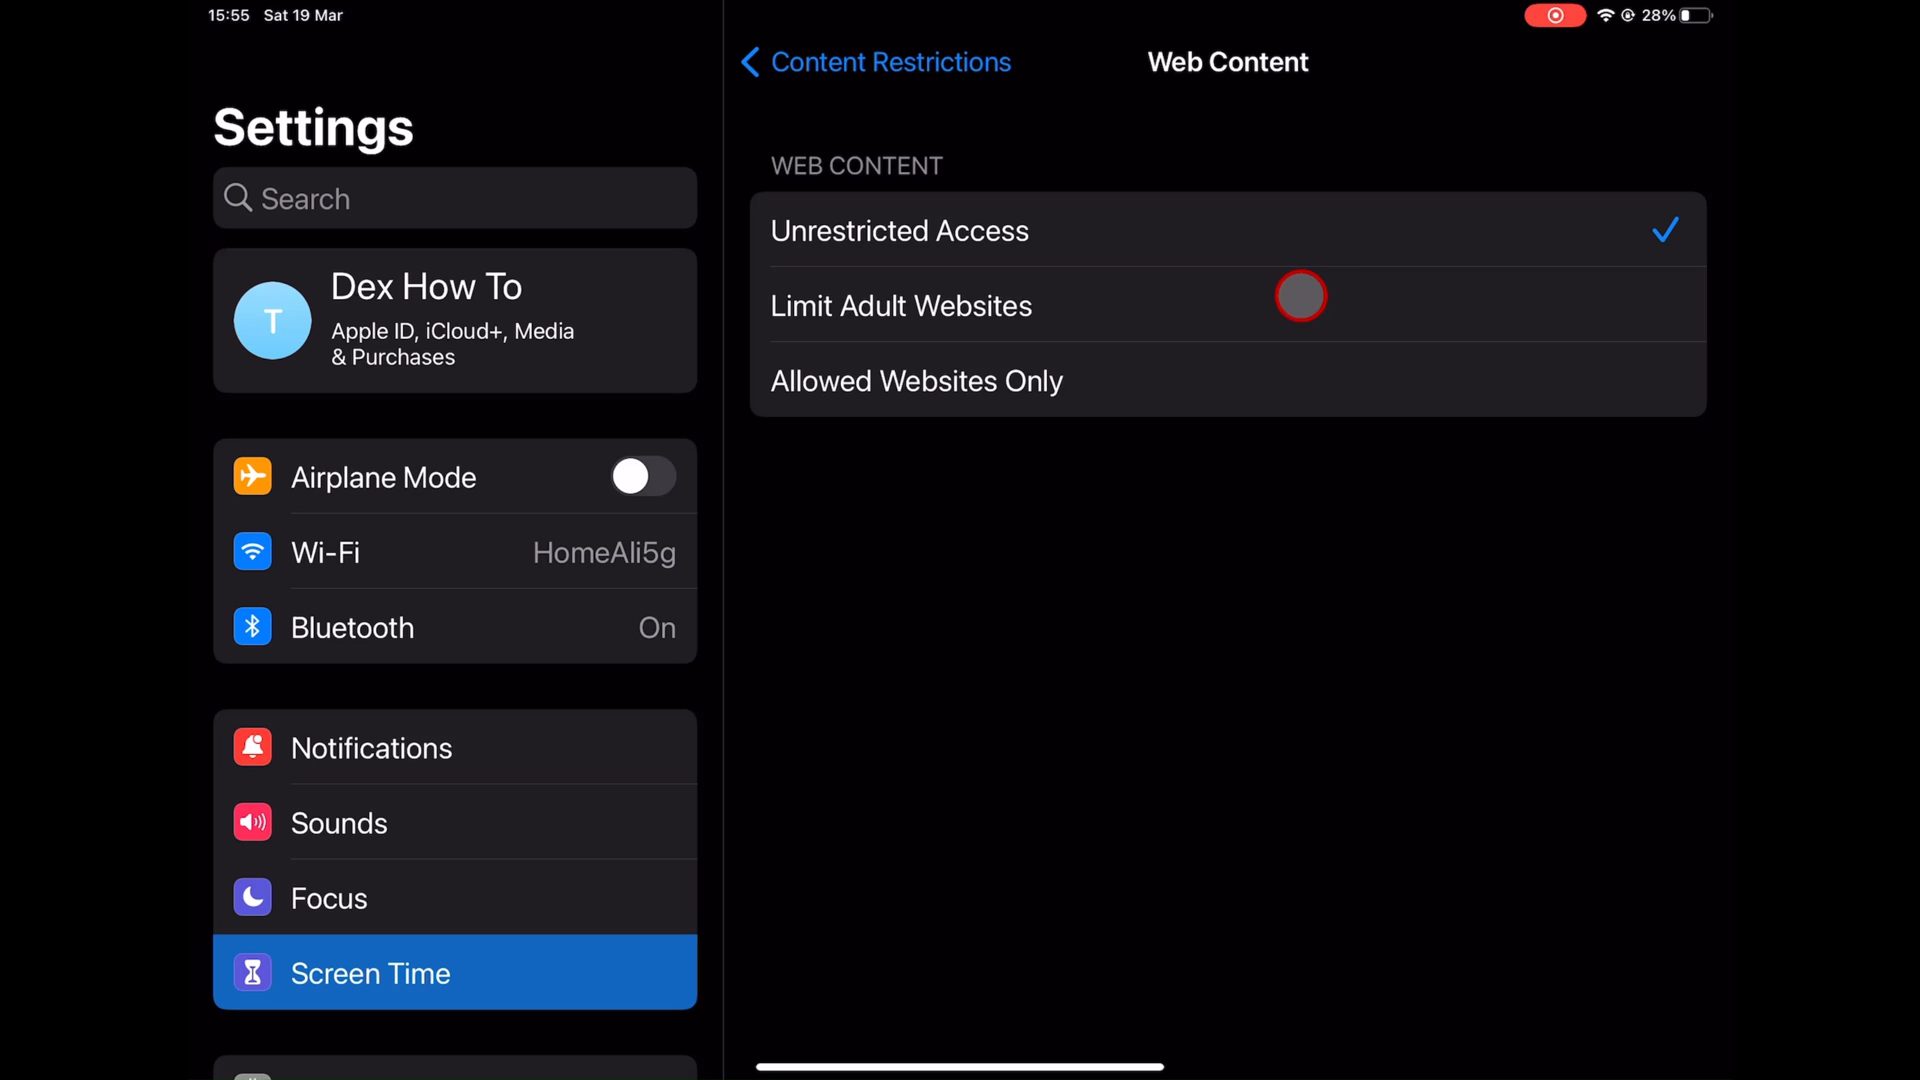 15:55 Sat 19 Mar
28%
Settings
Search
T
Dex How To
Apple ID, iCloud+, Media
& Purchases
Airplane Mode
Wi-Fi HomeAli5g
Bluetooth On
Notifications
Sounds
Focus
Screen Time
Content Restrictions
Web Content
WEB CONTENT
Unrestricted Access
Limit Adult Websites
Allowed Websites Only